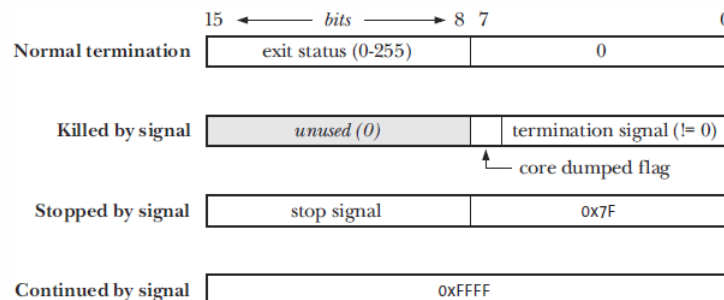 15 bits 8 7 0
Normal termination exit status (0-255) 0
Killed by signal unused (0) termination signal (!= 0)
core dumped flag
Stopped by signal stop signal 0x7F
Continued by signal 0xFFFF